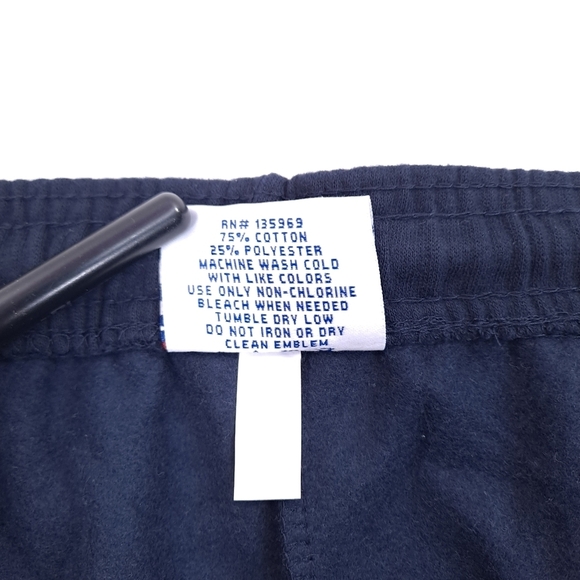 RN# 135969
75% COTTON
25% POLYESTER
MACHINE WASH COLD
WITH LIKE COLORS
USE ONLY NON-CHLORINE
BLEACH WHEN NEEDED
TUMBLE DRY LOW
DO NOT IRON OR DRY
CLEAN EMBLEM